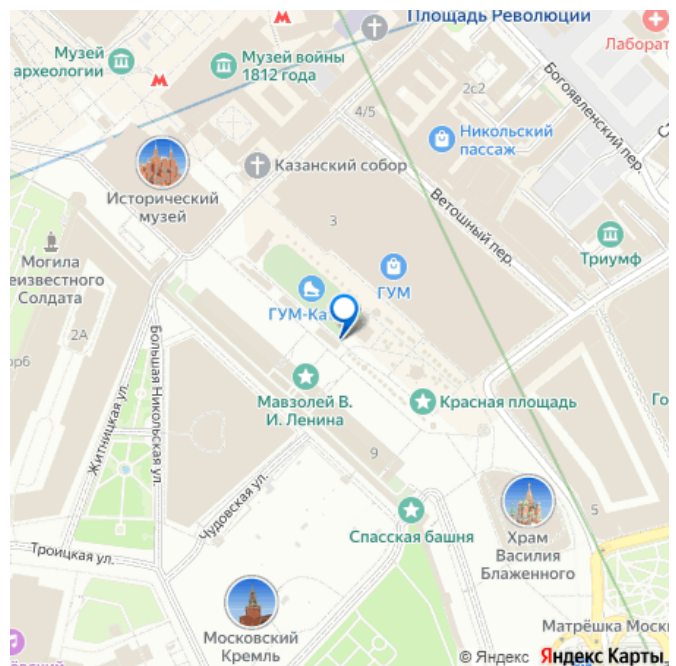 Площадь Революции
Лаборат
Музей
археологии
Музей войны
1812 года
4/5
2с2
Богоявленский пер.
Никольский
пассаж
Казанский собор
Исторический
музей
Ветошный пер.
3
Триумф
Могила
еизвестного
Солдата
ГУМ
ГУМ-Ка
2А
Большая Никольская ул.
Житницкая ул.
Мавзолей В.
И. Ленина
Красная площадь
Го
9
Чудовская ул.
5
Спасская башня
Храм
Василия
Блаженного
Троицкая ул.
Московский
Кремль
Матрёшка Моск
© Яндекс Яндекс Карты